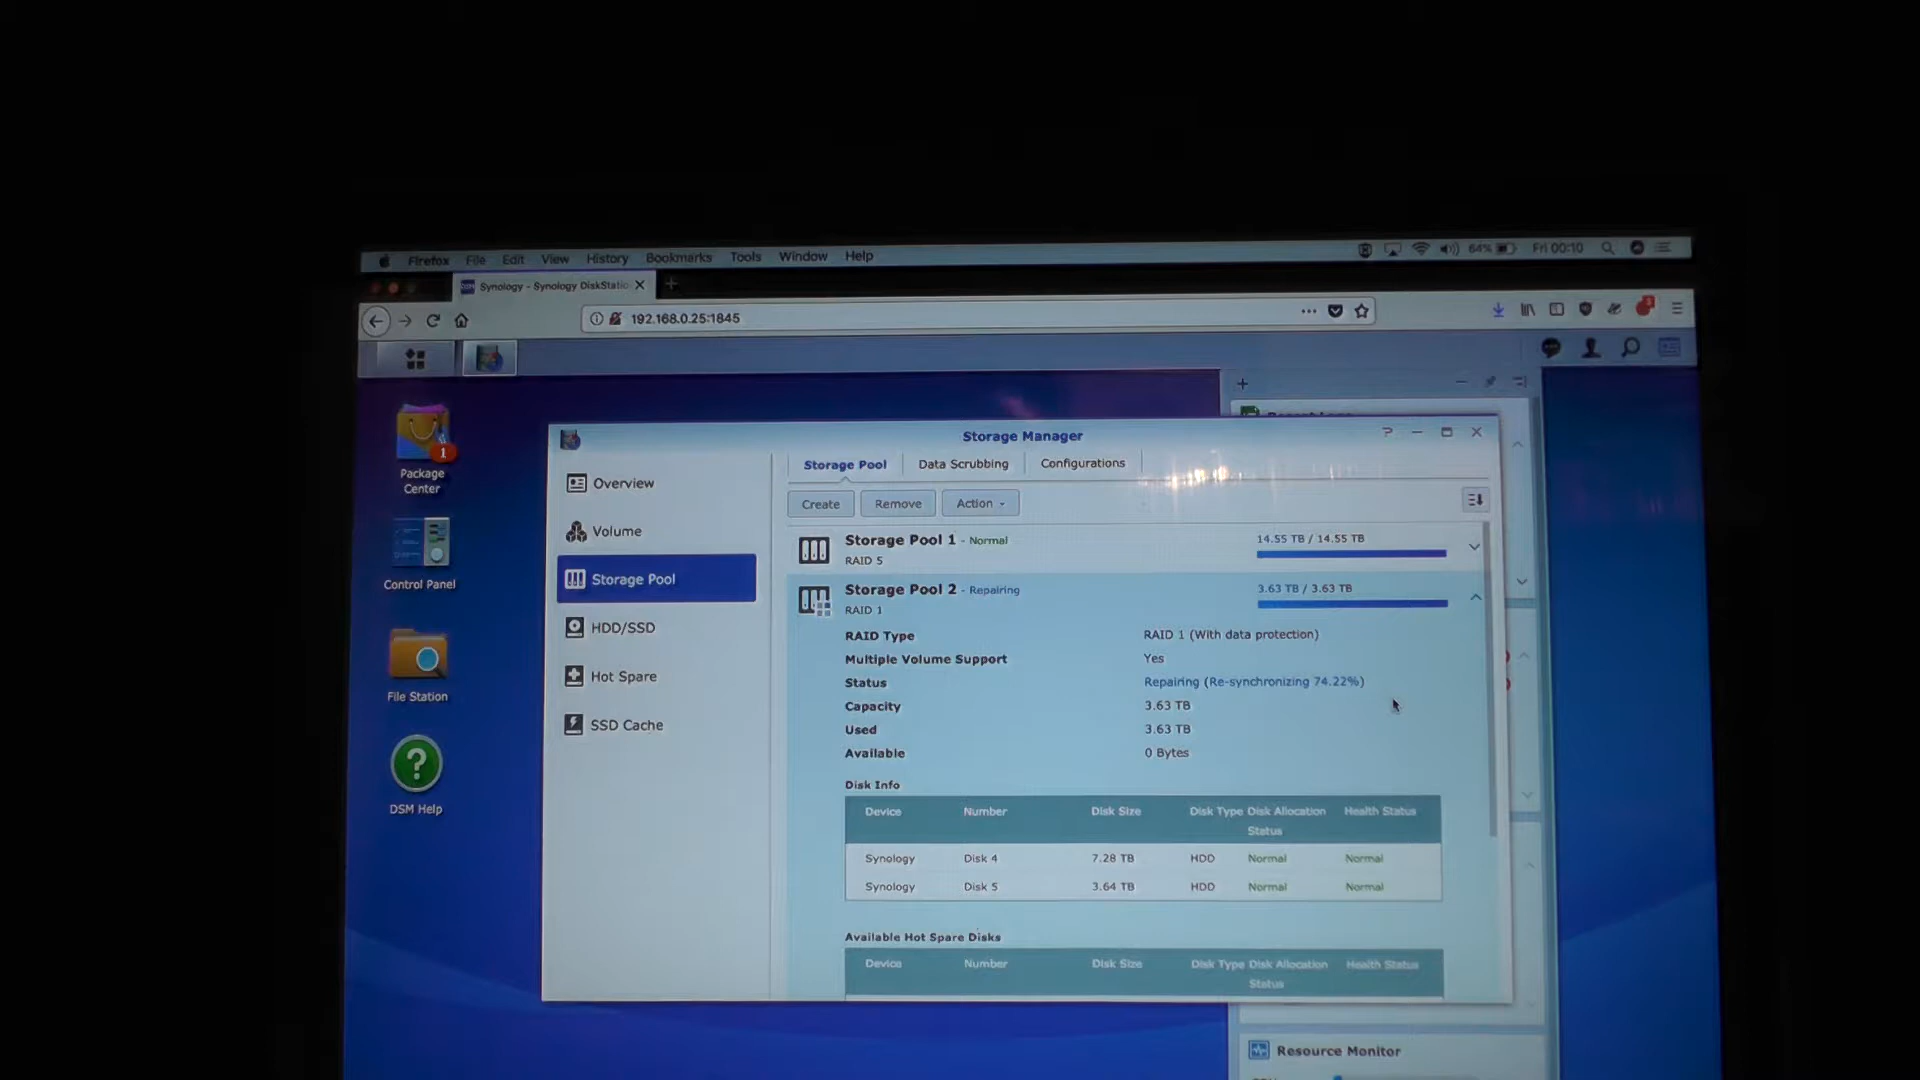 Firefox File Edit View History Bookmarks Tools Window Help 64% Fri 00:10
DSM Synology - Synology DiskStatio
192.168.0.25:1845
Package
Center
1
Control Panel
File Station
DSM Help
Storage Manager
Overview
Volume
Storage Pool
HDD/SSD
Hot Spare
SSD Cache
Storage Pool Data Scrubbing Configurations
Create Remove Action
Storage Pool 1 - Normal 14.55 TB / 14.55 TB
RAID 5
Storage Pool 2 - Repairing 3.63 TB / 3.63 TB
RAID 1
RAID Type RAID 1 (With data protection)
Multiple Volume Support Yes
Status Repairing (Re-synchronizing 74.22%)
Capacity 3.63 TB
Used 3.63 TB
Available 0 Bytes
Disk Info
Device Number Disk Size Disk Type Disk Allocation Health Status
Status
Synology Disk 4 7.28 TB HDD Normal Normal
Synology Disk 5 3.64 TB HDD Normal Normal
Available Hot Spare Disks
Device Number Disk Size Disk Type Disk Allocation Health Status
Status
Resource Monitor